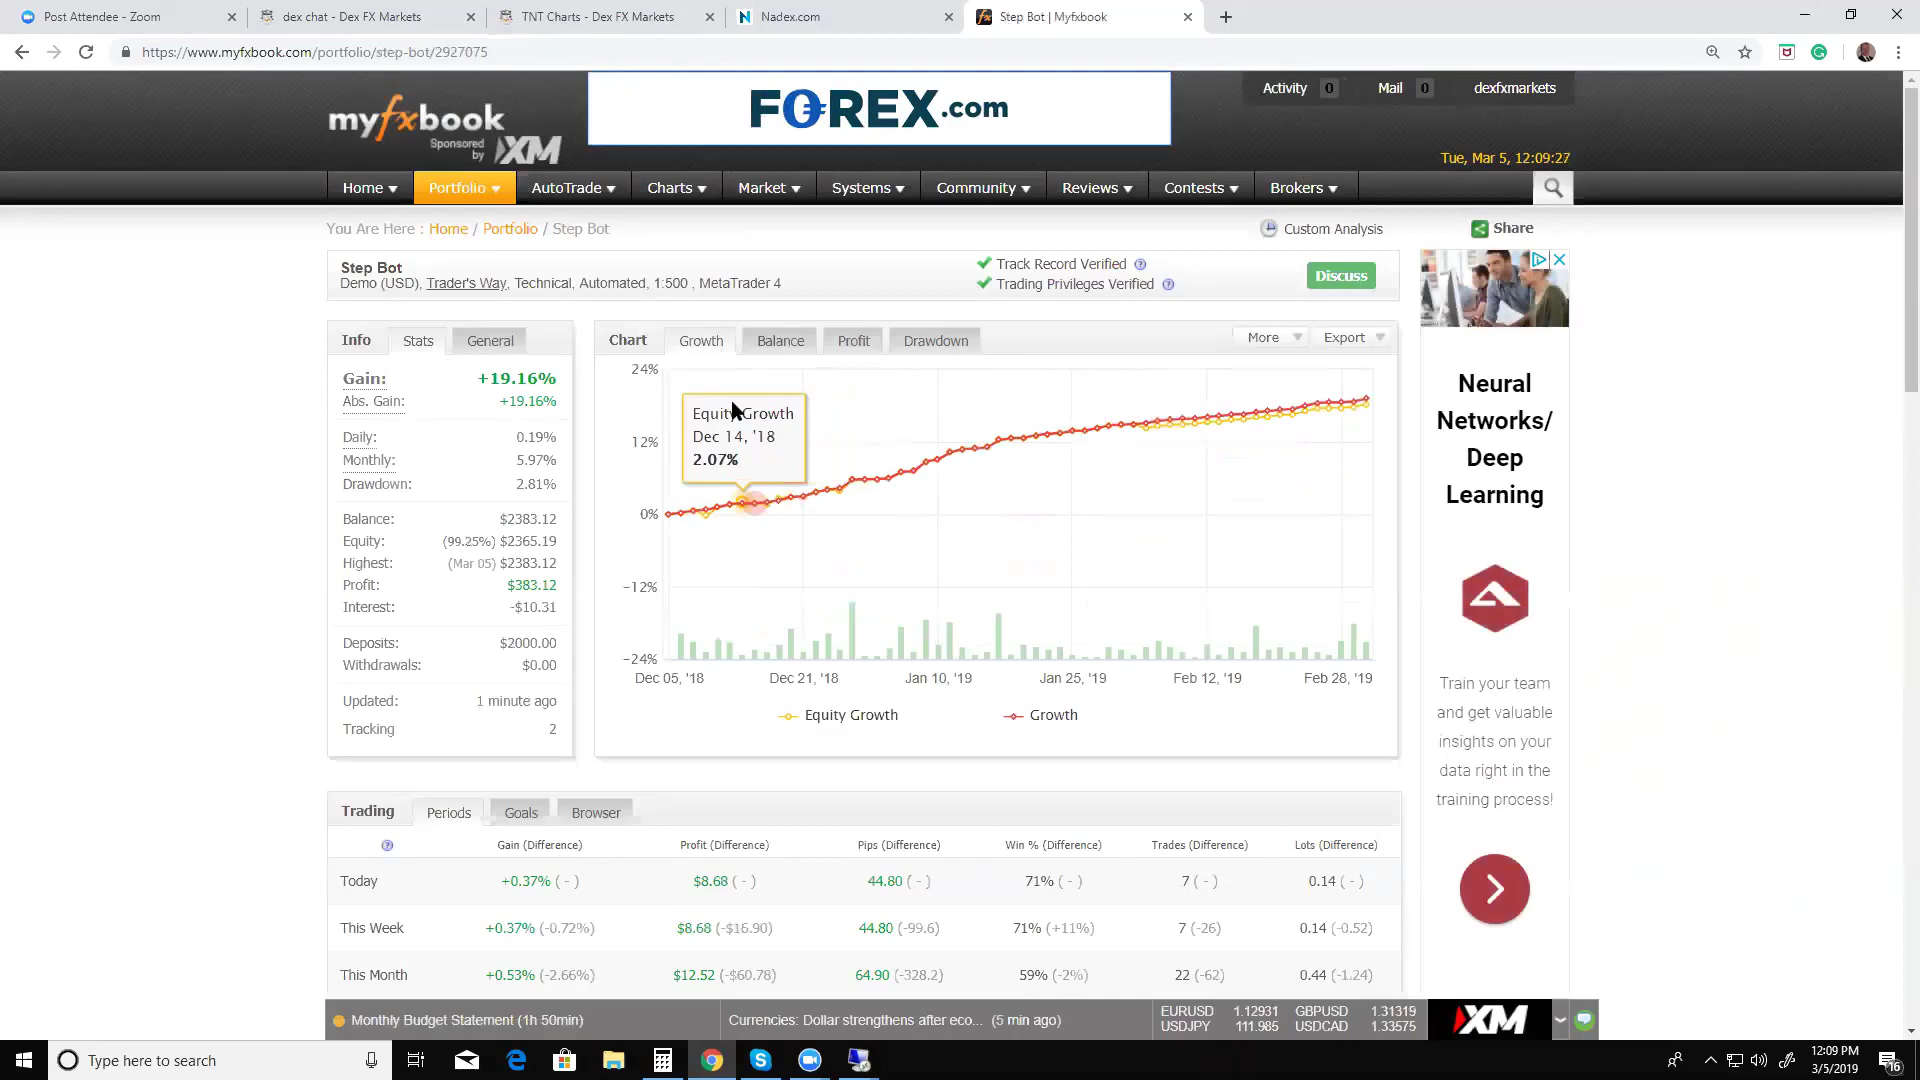 Post Attendee - Zoom
dex chat - Dex FX Markets
TNT Charts - Dex FX Markets
Nadex.com
Step Bot | Myfxbook
https://www.myfxbook.com/portfolio/step-bot/2927075
myfxbook
Sponsored by XM
FOREX.com
Activity 0 Mail 0 dexfxmarkets
Tue, Mar 5, 12:09:27
Home Portfolio AutoTrade Charts Market Systems Community Reviews Contests Brokers
You Are Here : Home / Portfolio / Step Bot
Custom Analysis
Share
Step Bot
Demo (USD), Trader's Way, Technical, Automated, 1:500 , MetaTrader 4
Track Record Verified
Trading Privileges Verified
Discuss
Info Stats General
Gain: +19.16%
Abs. Gain: +19.16%
Daily: 0.19%
Monthly: 5.97%
Drawdown: 2.81%
Balance: $2383.12
Equity: (99.25%) $2365.19
Highest: (Mar 05) $2383.12
Profit: $383.12
Interest: -$10.31
Deposits: $2000.00
Withdrawals: $0.00
Updated: 1 minute ago
Tracking 2
Chart Growth Balance Profit Drawdown More Export
24%
12%
0%
-12%
-24%
Equity Growth
Dec 14, '18
2.07%
Dec 05, '18 Dec 21, '18 Jan 10, '19 Jan 25, '19 Feb 12, '19 Feb 28, '19
Equity Growth Growth
Neural
Networks/
Deep
Learning
Train your team
and get valuable
insights on your
data right in the
training process!
Trading Periods Goals Browser
Gain (Difference) Profit (Difference) Pips (Difference) Win % (Difference) Trades (Difference) Lots (Difference)
Today +0.37% ( - ) $8.68 ( - ) 44.80 ( - ) 71% ( - ) 7 ( - ) 0.14 ( - )
This Week +0.37% (-0.72%) $8.68 (-$16.90) 44.80 (-99.6) 71% (+11%) 7 (-26) 0.14 (-0.52)
This Month +0.53% (-2.66%) $12.52 (-$60.78) 64.90 (-328.2) 59% (-2%) 22 (-62) 0.44 (-1.24)
Monthly Budget Statement (1h 50min)
Currencies: Dollar strengthens after eco... (5 min ago)
EURUSD 1.12931 GBPUSD 1.31319
USDJPY 111.985 USDCAD 1.33575
XM
Type here to search
12:09 PM
3/5/2019
16